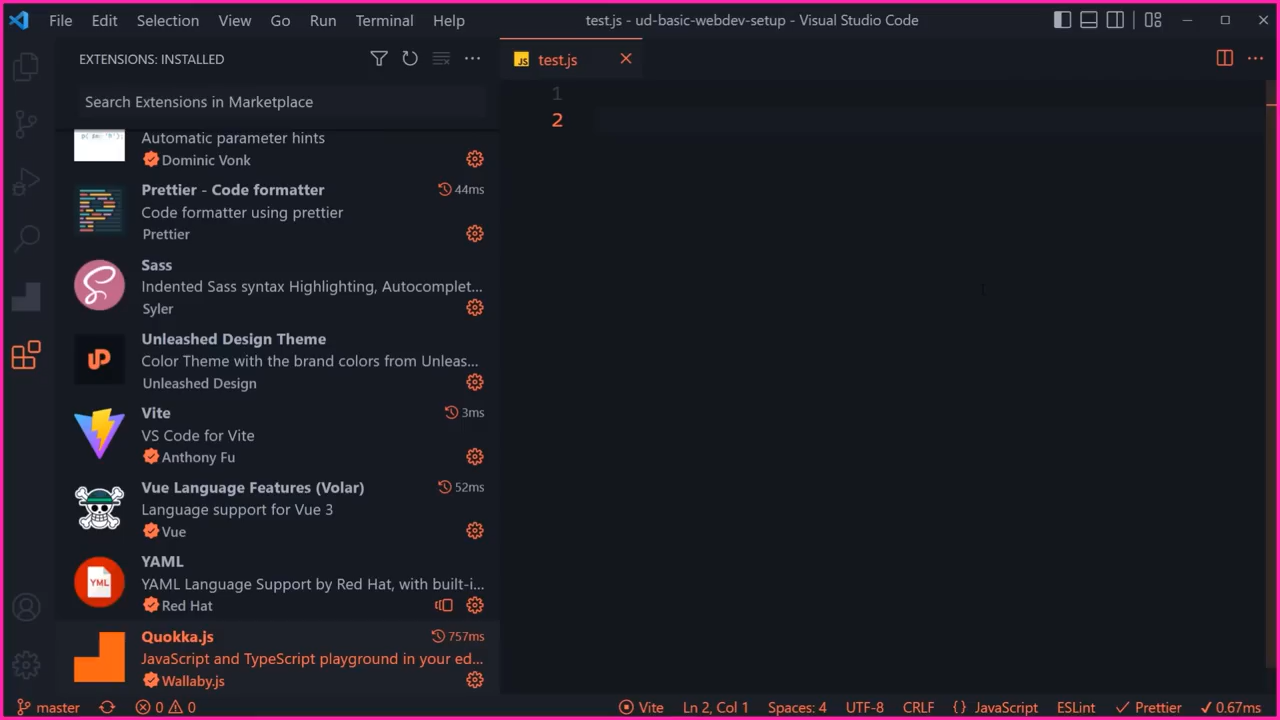 File Edit Selection View Go Run Terminal Help
test.js - ud-basic-webdev-setup - Visual Studio Code
EXTENSIONS: INSTALLED
Search Extensions in Marketplace
Automatic parameter hints
Dominic Vonk
Prettier - Code formatter 44ms
Code formatter using prettier
Prettier
Sass
Indented Sass syntax Highlighting, Autocomplet...
Syler
Unleashed Design Theme
Color Theme with the brand colors from Unleas...
Unleashed Design
Vite 3ms
VS Code for Vite
Anthony Fu
Vue Language Features (Volar) 52ms
Language support for Vue 3
Vue
YML
YAML
YAML Language Support by Red Hat, with built-i...
Red Hat
Quokka.js 757ms
JavaScript and TypeScript playground in your ed...
Wallaby.js
JS test.js
1
2
master 0 0 Vite Ln 2, Col 1 Spaces: 4 UTF-8 CRLF {} JavaScript ESLint Prettier 0.67ms